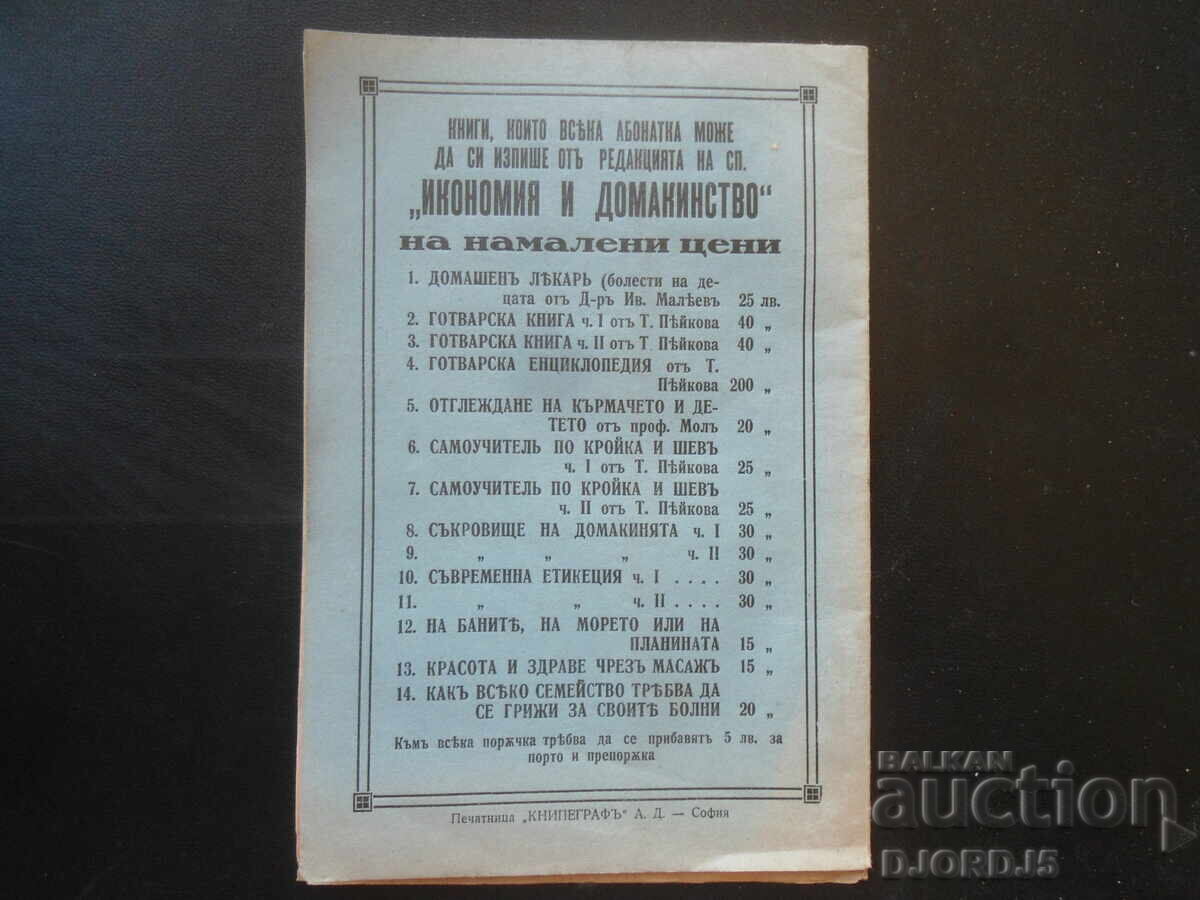 КНИГИ, КОИТО ВСѢКА АБОНАТКА МОЖЕ
ДА СИ ИЗПИШЕ ОТЪ РЕДАКЦИЯТА НА СП.
„ИКОНОМИЯ И ДОМАКИНСТВО“
на намалени цени
1. ДОМАШЕНЪ ЛѢКАРЬ (болести на де-
цата отъ Д-ръ Ив. Малѣевъ 25 лв.
2. ГОТВАРСКА КНИГА ч. I отъ Т. Пѣйкова 40 „
3. ГОТВАРСКА КНИГА ч. II отъ Т. Пѣйкова 40 „
4. ГОТВАРСКА ЕНЦИКЛОПЕДИЯ отъ Т.
Пѣйкова 200 „
5. ОТГЛЕЖДАНЕ НА КЪРМАЧЕТО И ДЕ-
ТЕТО отъ проф. Молъ 20 „
6. САМОУЧИТЕЛЬ ПО КРОЙКА И ШЕВЪ
ч. I отъ Т. Пѣйкова 25 „
7. САМОУЧИТЕЛЬ ПО КРОЙКА И ШЕВЪ
ч. II отъ Т. Пѣйкова 25 „
8. СЪКРОВИЩЕ НА ДОМАКИНЯТА ч. I 30 „
9. „ „ „ ч. II 30 „
10. СЪВРЕМЕННА ЕТИКЕЦИЯ ч. I . . . . 30 „
11. „ „ ч. II . . . . 30 „
12. НА БАНИТѢ, НА МОРЕТО ИЛИ НА
ПЛАНИНАТА 15 „
13. КРАСОТА И ЗДРАВЕ ЧРЕЗЪ МАСАЖЪ 15 „
14. КАКЪ ВСѢКО СЕМЕЙСТВО ТРѢБВА ДА
СЕ ГРИЖИ ЗА СВОИТѢ БОЛНИ 20 „
Къмъ всѣка поржчка трѣбва да се прибавятъ 5 лв. за
порто и препоржка
Печатница „КНИПЕГРАФЪ“ А. Д. — София
BALKAN
auction
DJORDJ5